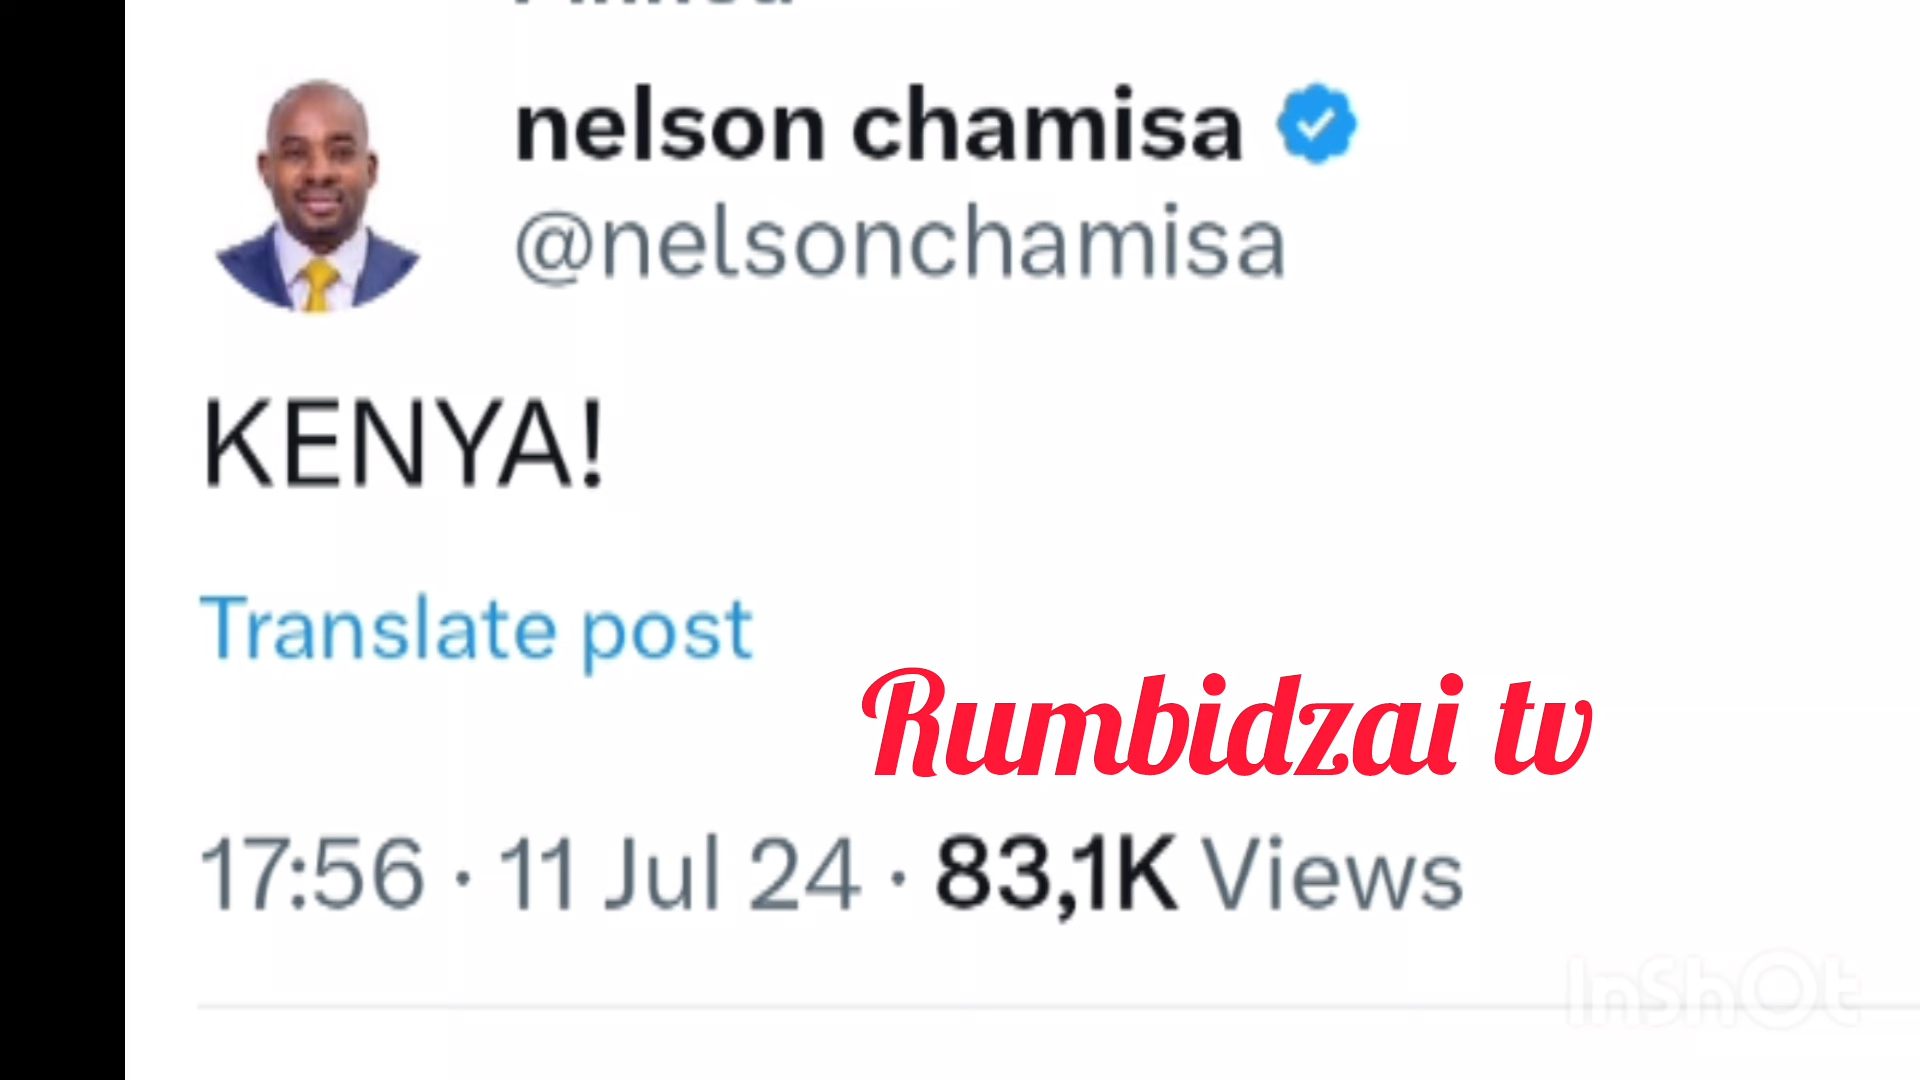 nelson chamisa
@nelsonchamisa
KENYA!
Translate post
Rumbidzai tv
17:56 · 11 Jul 24 · 83,1K Views
InShOt